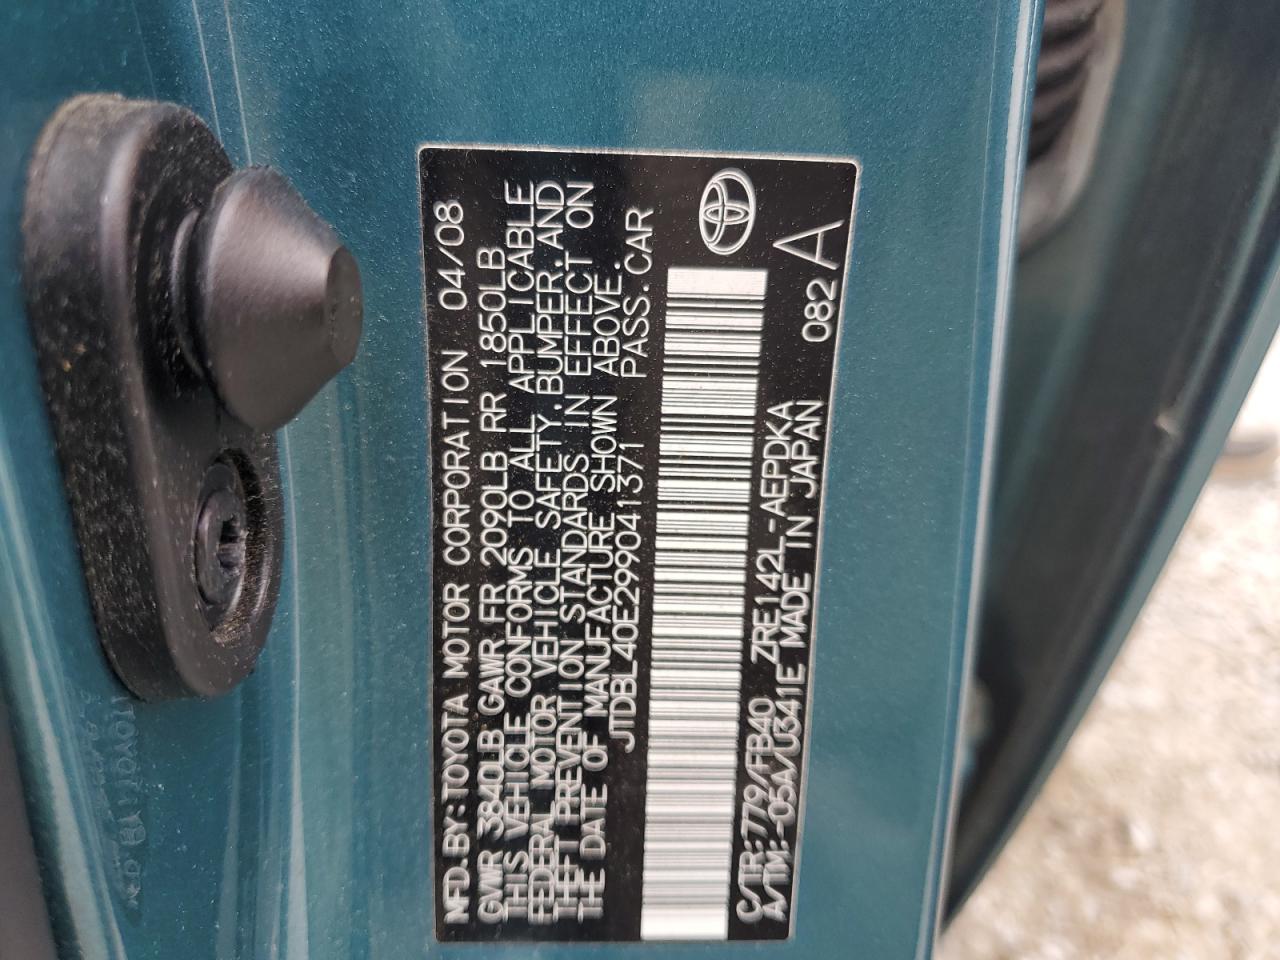 MFD.BY:TOYOTA MOTOR CORPORATION 04/08
GVWR 3840LB GAWR FR 2090LB RR 1850LB
THIS VEHICLE CONFORMS TO ALL APPLICABLE
FEDERAL MOTOR VEHICLE SAFETY,BUMPER,AND
THEFT PREVENTION STANDARDS IN EFFECT ON
THE DATE OF MANUFACTURE SHOWN ABOVE.
JTDBL40E299041371 PASS.CAR
C/TR:779/FB40 ZRE142L-AEPDKA
A/TM:-05A/U341E MADE IN JAPAN
082 A